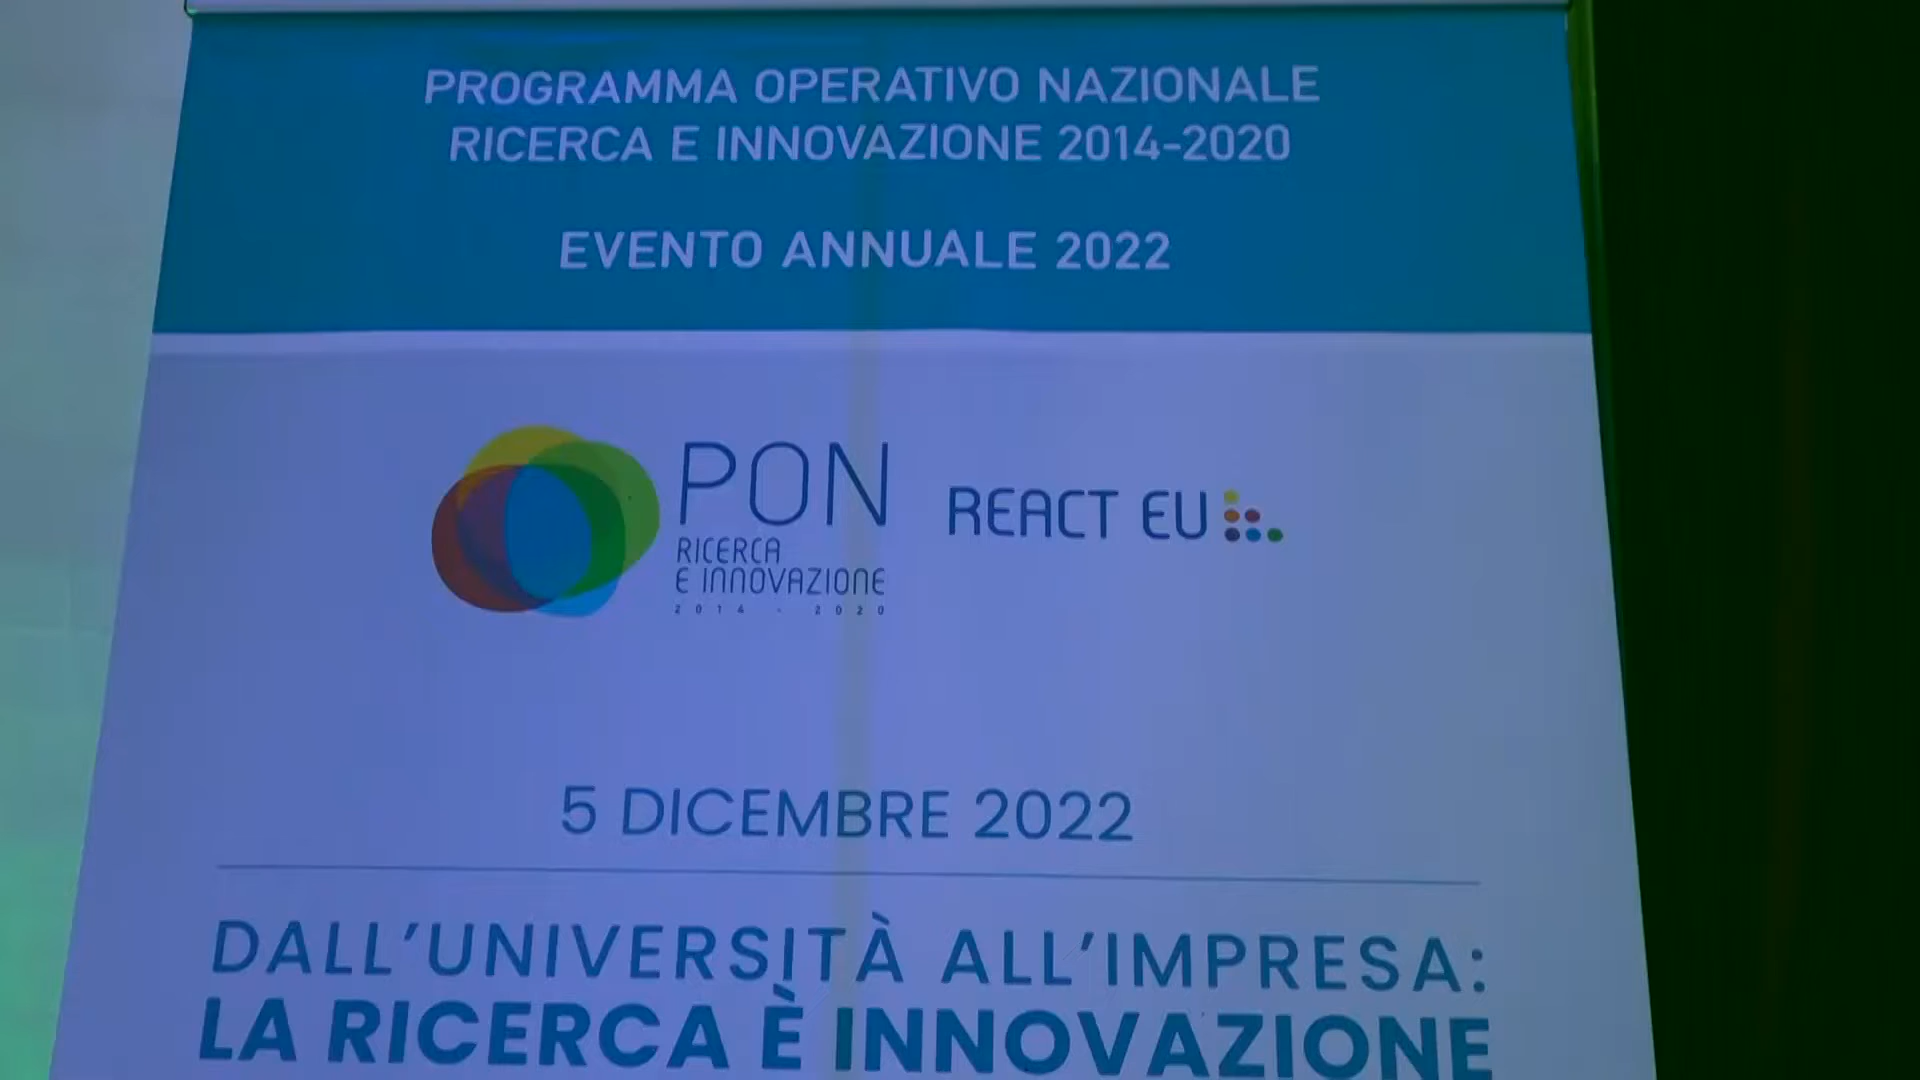 PROGRAMMA OPERATIVO NAZIONALE
RICERCA E INNOVAZIONE 2014-2020
EVENTO ANNUALE 2022
PON
RICERCA
E INNOVAZIONE
2014 - 2020
REACT EU
5 DICEMBRE 2022
DALL'UNIVERSITÀ ALL'IMPRESA:
LA RICERCA È INNOVAZIONE